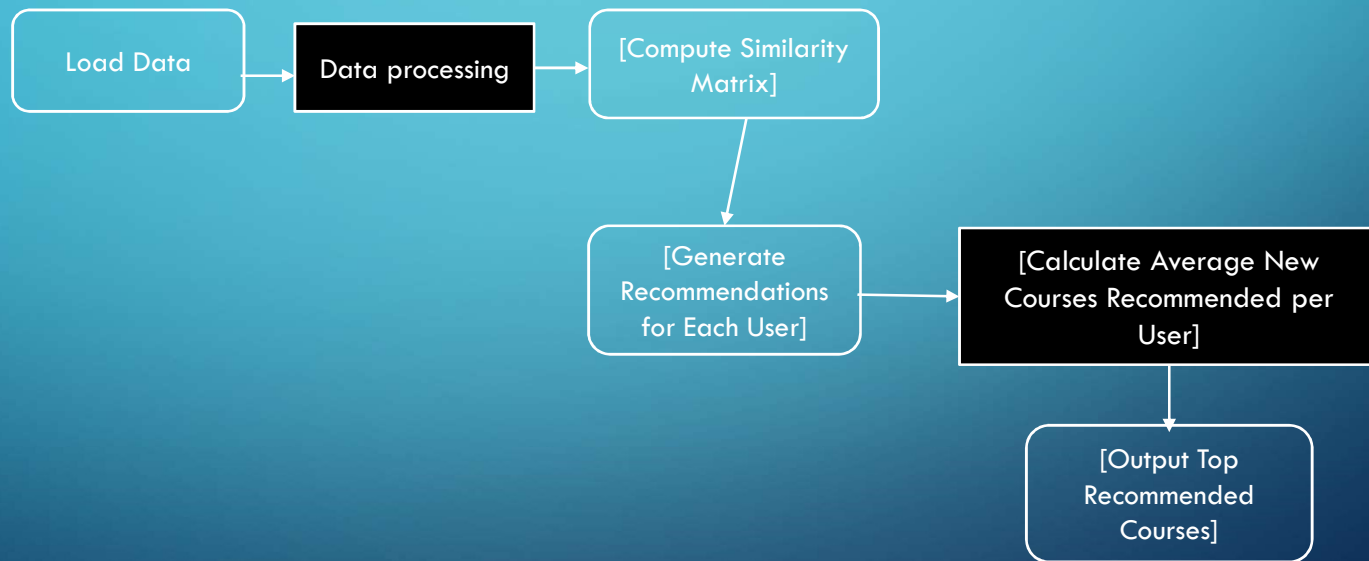 Load Data
Data processing
[Compute Similarity
Matrix]
[Generate
Recommendations
for Each User]
[Calculate Average New
Courses Recommended per
User]
[Output Top
Recommended
Courses]